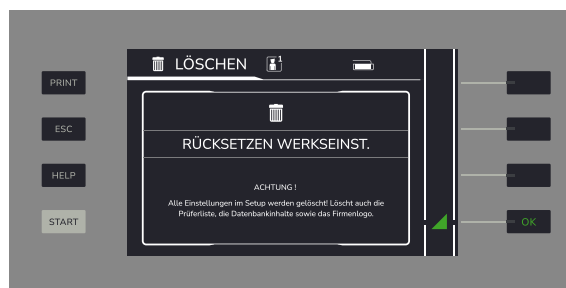 LÖSCHEN 1
PRINT
ESC
HELP
START
RÜCKSETZEN WERKSEINST.
ACHTUNG !
Alle Einstellungen im Setup werden gelöscht! Löscht auch die
Prüferliste, die Datenbankinhalte sowie das Firmenlogo.
OK